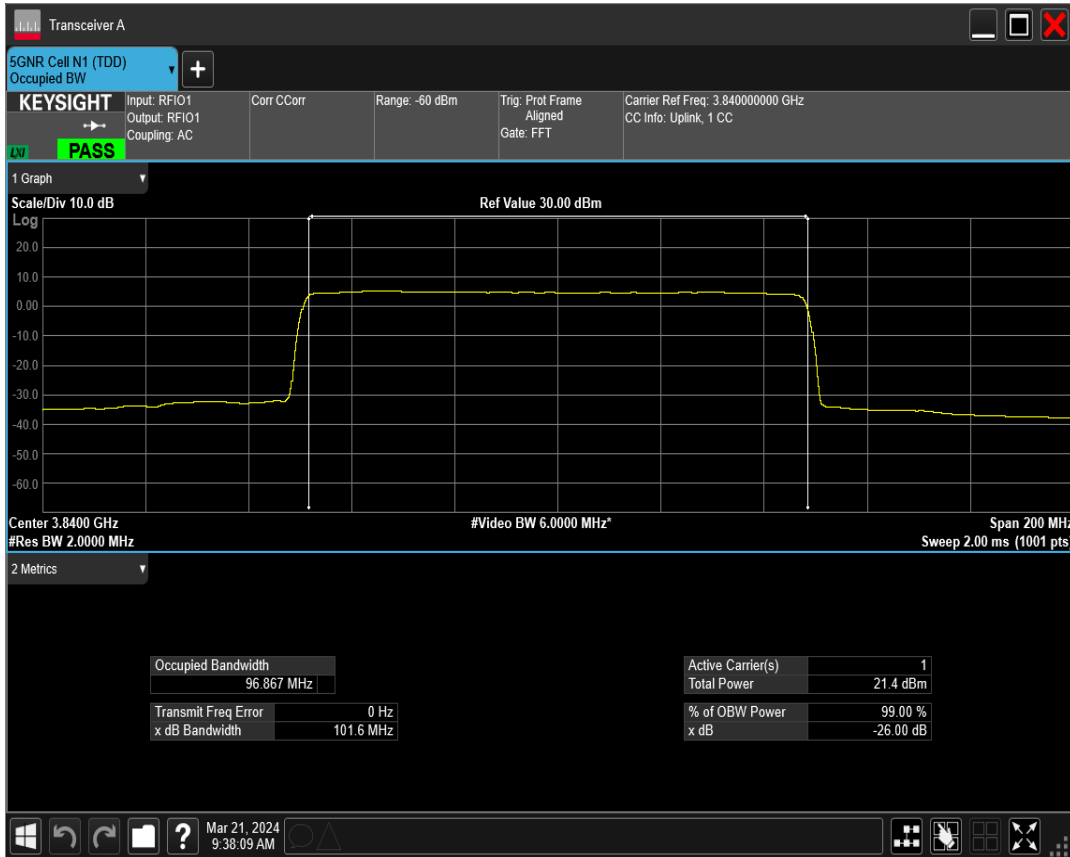 Transceiver A
5GNR Cell N1 (TDD)
Occupied BW
+
KEYSIGHT
LXI
PASS
Input: RFIO1
Output: RFIO1
Coupling: AC
Corr CCorr
Range: -60 dBm
Trig: Prot Frame
Aligned
Gate: FFT
Carrier Ref Freq: 3.840000000 GHz
CC Info: Uplink, 1 CC
1 Graph
Scale/Div 10.0 dB
Ref Value 30.00 dBm
Log
20.0
10.0
0.00
-10.0
-20.0
-30.0
-40.0
-50.0
-60.0
Center 3.8400 GHz
#Video BW 6.0000 MHz*
Span 200 MHz
#Res BW 2.0000 MHz
Sweep 2.00 ms (1001 pts)
2 Metrics
Occupied Bandwidth
96.867 MHz
Transmit Freq Error 0 Hz
x dB Bandwidth 101.6 MHz
Active Carrier(s) 1
Total Power 21.4 dBm
% of OBW Power 99.00 %
x dB -26.00 dB
?
Mar 21, 2024
9:38:09 AM